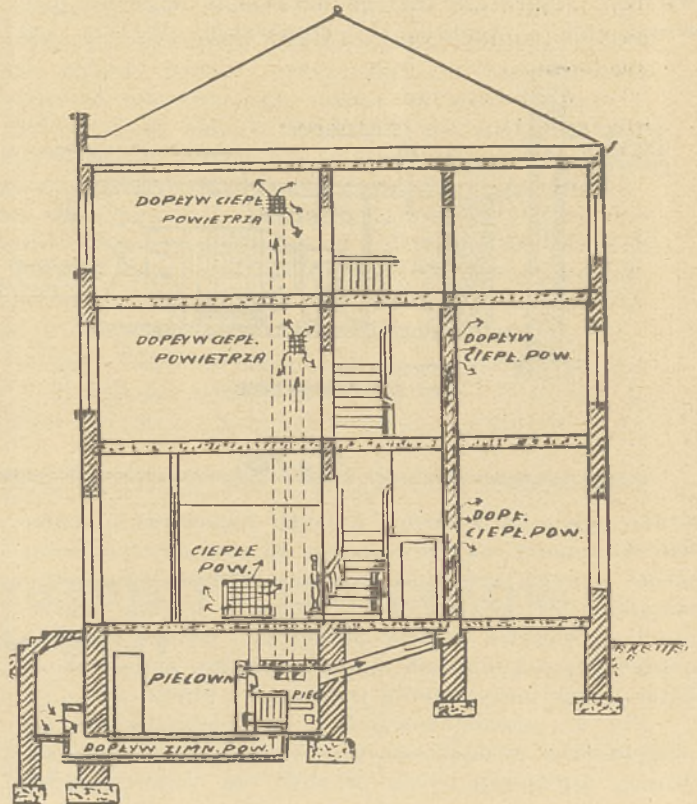 DOPŁYW CIEPŁ.
POWIETRZA
DOPŁYW CIEPŁ.
POWIETRZA
DOPŁYW
CIEPŁ. POW.
DOPŁ.
CIEPŁ. POW.
CIEPŁE
POW.
PIECOWN
PIEC
DOPŁYW ZIMN. POW.